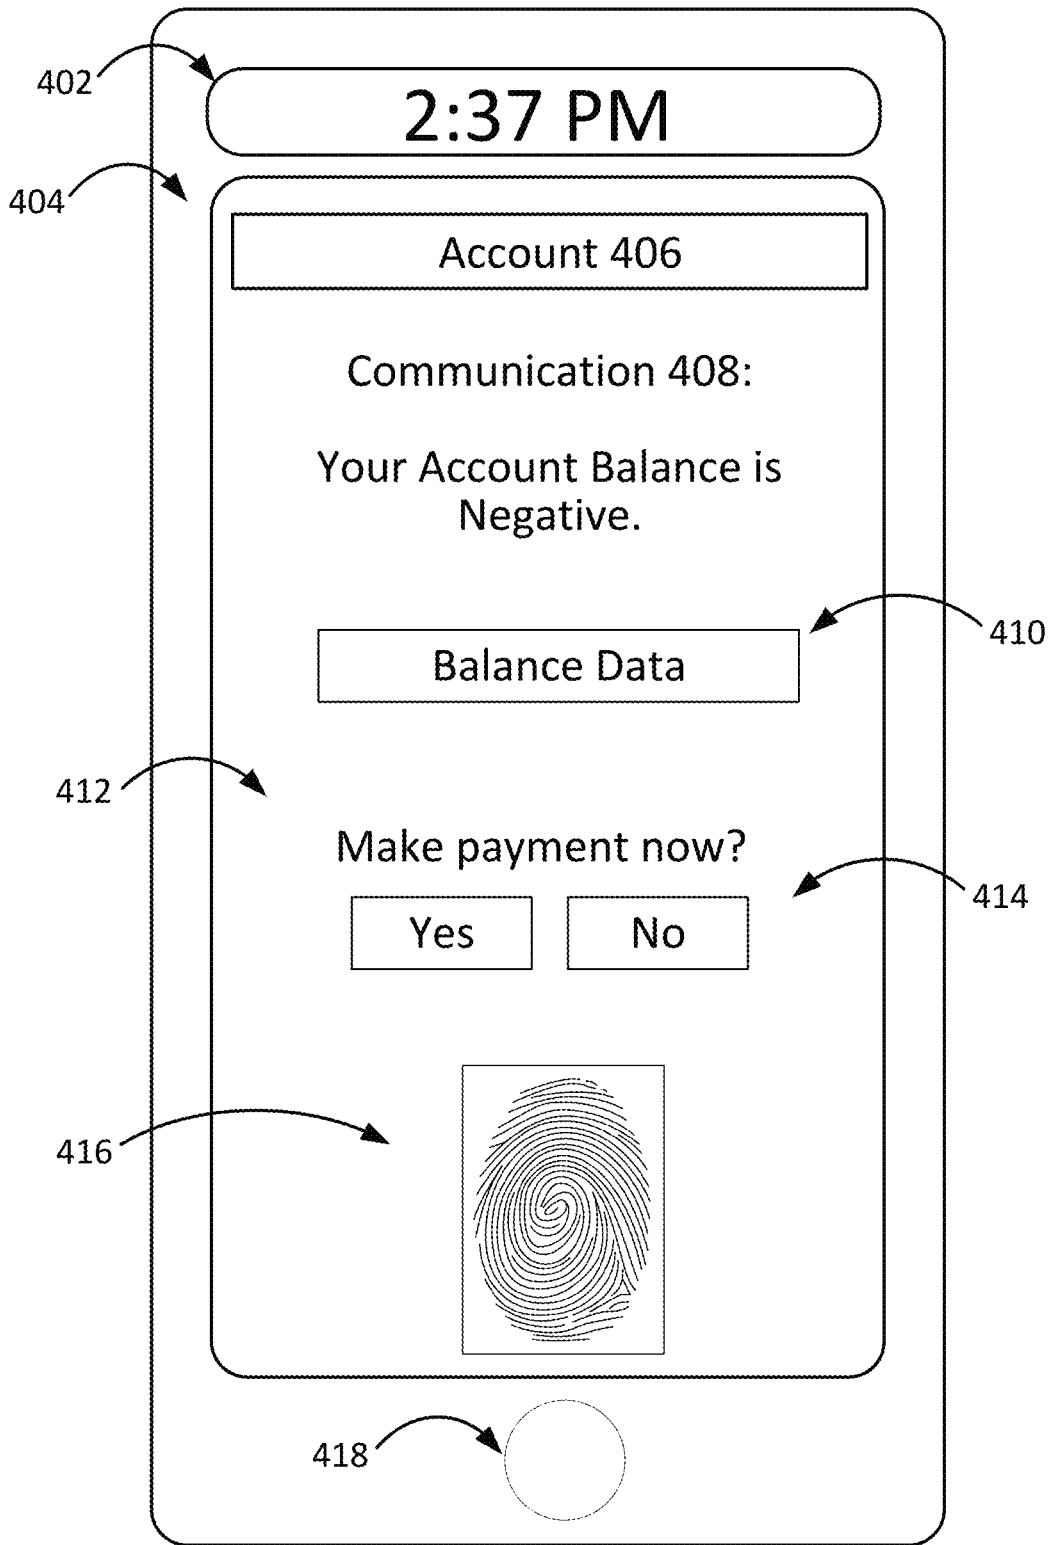 402
2:37 PM
404
Account 406
Communication 408:
Your Account Balance is
Negative.
410
Balance Data
412
Make payment now?
414
Yes No
416
418